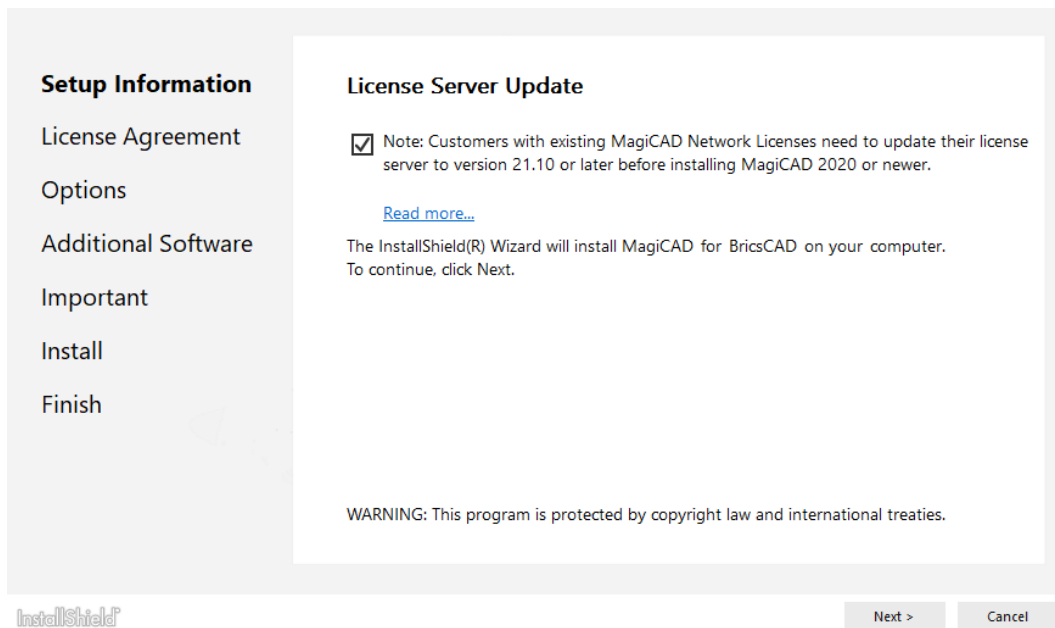 Setup Information
License Agreement
Options
Additional Software
Important
Install
Finish
License Server Update
Note: Customers with existing MagiCAD Network Licenses need to update their license
server to version 21.10 or later before installing MagiCAD 2020 or newer.
Read more...
The InstallShield(R) Wizard will install MagiCAD for BricsCAD on your computer.
To continue, click Next.
WARNING: This program is protected by copyright law and international treaties.
InstallShield
Next >
Cancel